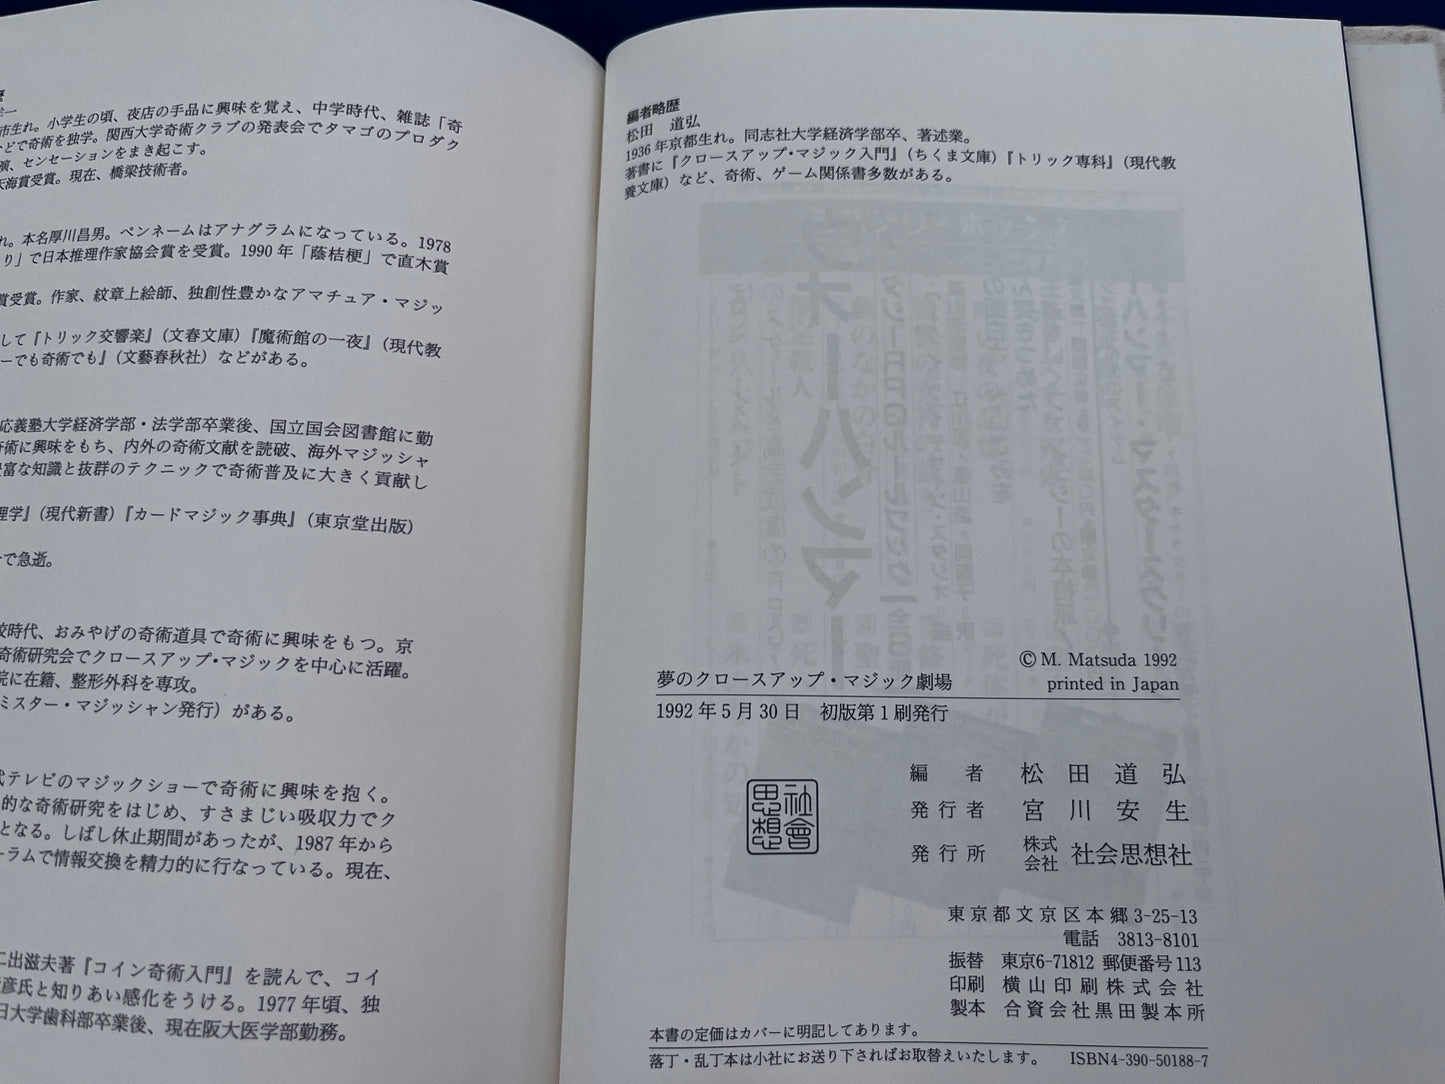 歴
幸一
市生れ。小学生の頃、夜店の手品に興味を覚え、中学時代、雑誌「奇
などで奇術を独学。関西大学奇術クラブの発表会でタマゴのプロダク
演、センセーションをまき起こす。
天海賞受賞。現在、橋梁技術者。
れ。本名厚川昌男。ペンネームはアナグラムになっている。1978
り」で日本推理作家協会賞を受賞。1990年「蔭桔梗」で直木賞
賞受賞。作家、紋章上絵師、独創性豊かなアマチュア・マジッ
して『トリック交響楽』(文春文庫)『魔術館の一夜』(現代教
ーでも奇術でも』(文藝春秋社)などがある。
応義塾大学経済学部・法学部卒業後、国立国会図書館に勤
奇術に興味をもち、内外の奇術文献を読破、海外マジッシャ
豊富な知識と抜群のテクニックで奇術普及に大きく貢献し
理学』(現代新書)『カードマジック事典』(東京堂出版)
で急逝。
校時代、おみやげの奇術道具で奇術に興味をもつ。京
奇術研究会でクロースアップ・マジックを中心に活躍。
院に在籍、整形外科を専攻。
ミスター・マジッシャン発行)がある。
式テレビのマジックショーで奇術に興味を抱く。
的な奇術研究をはじめ、すさまじい吸収力でク
となる。しばし休止期間があったが、1987年から
ーラムで情報交換を精力的に行なっている。現在、
二出滋夫著『コイン奇術入門』を読んで、コイ
彦氏と知りあい感化をうける。1977年頃、独
日大学歯科部卒業後、現在阪大医学部勤務。
編者略歴
松田 道弘
1936年京都生れ。同志社大学経済学部卒、著述業。
著書に『クロースアップ・マジック入門』(ちくま文庫)『トリック専科』(現代教
養文庫)など、奇術、ゲーム関係書多数がある。
© M. Matsuda 1992
夢のクロースアップ・マジック劇場 printed in Japan
1992年5月30日 初版第1刷発行
社會思想
編者 松田道弘
発行者 宮川安生
発行所 株式会社 社会思想社
東京都文京区本郷3-25-13
電話 3813-8101
振替 東京6-71812 郵便番号113
印刷 横山印刷株式会社
製本 合資会社黒田製本所
本書の定価はカバーに明記してあります。
落丁・乱丁本は小社にお送り下さればお取替えいたします。 ISBN4-390-50188-7